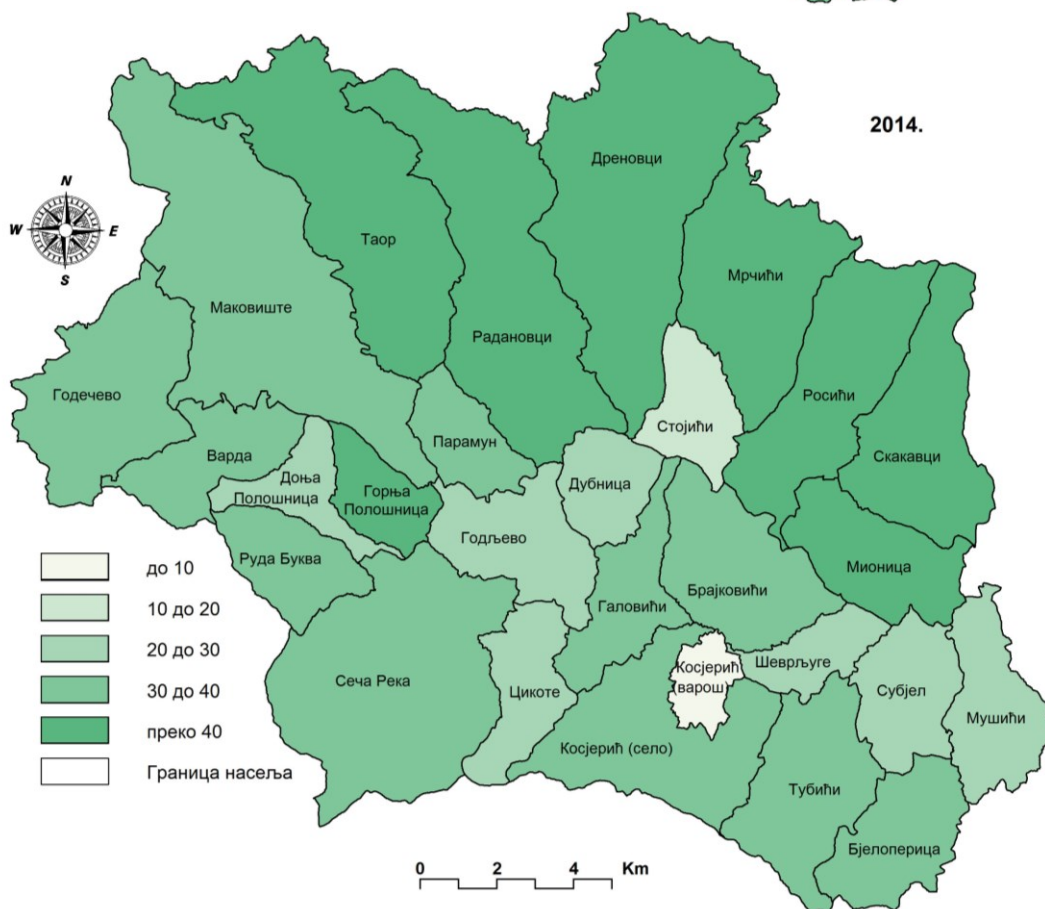 2014.
Дреновци
N
W
E
S
Таор
Мрчићи
Маковиште
Радановци
Годечево
Росићи
Стојићи
Парамун
Варда
Скакавци
Доња
Полошница
Дубница
Горња
Полошница
Годљево
Руда Буква
Мионица
Брајковићи
Галовићи
до 10
10 до 20
20 до 30
30 до 40
преко 40
Граница насеља
Сеча Река
Цикоте
Косјерић
(варош)
Шеврљуге
Субјел
Мушићи
Косјерић (село)
Тубићи
Бјелоперица
0 2 4 Km